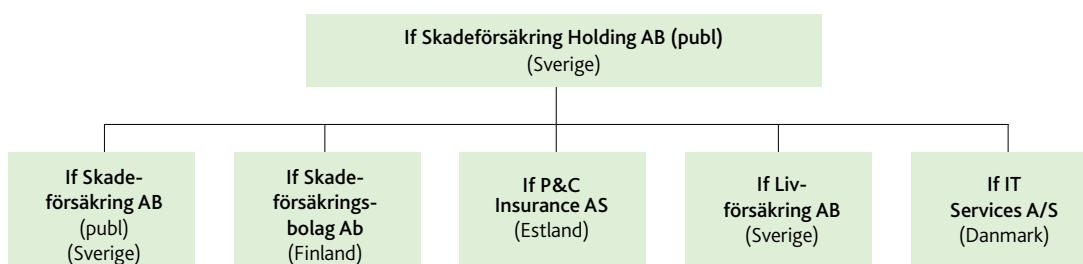 If Skadeförsäkring Holding AB (publ)
(Sverige)
If Skade-
försäkring AB
(publ)
(Sverige)
If Skade-
försäkrings-
bolag Ab
(Finland)
If P&C
Insurance AS
(Estland)
If Liv-
försäkring AB
(Sverige)
If IT
Services A/S
(Danmark)